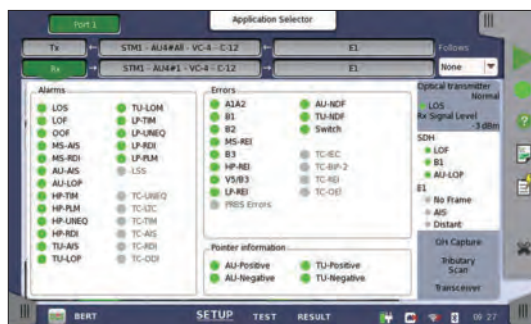 Port 1
Application Selector
Tx
STM1 - AU4#All - VC-4 - C-12
E1
Follows
Rx
STM1 - AU4#1 - VC-4 - C-12
E1
None
Alarms
LOS
LOF
OOF
MS-AIS
MS-RDI
AU-AIS
AU-LOP
HP-TIM
HP-PLM
HP-UNEQ
HP-RDI
TU-AIS
TU-LOP
TU-LOM
LP-TIM
LP-UNEQ
LP-RDI
LP-PLM
LSS
TC-UNEQ
TC-LTC
TC-TIM
TC-AIS
TC-RDI
TC-ODI
Errors
A1A2
B1
B2
MS-REI
B3
HP-REI
V5/B3
LP-REI
PRBS Errors
AU-NDF
TU-NDF
Switch
TC-IEC
TC-BIP-2
TC-REI
TC-OEI
Pointer information
AU-Positive
AU-Negative
TU-Positive
TU-Negative
Optical transmitter
Normal
LOS
Rx Signal Level
-3 dBm
SDH
LOF
B1
AU-LOP
E1
No Frame
AIS
Distant
OH Capture
Tributary
Scan
Transceiver
BERT
SETUP
TEST
RESULT
09 27